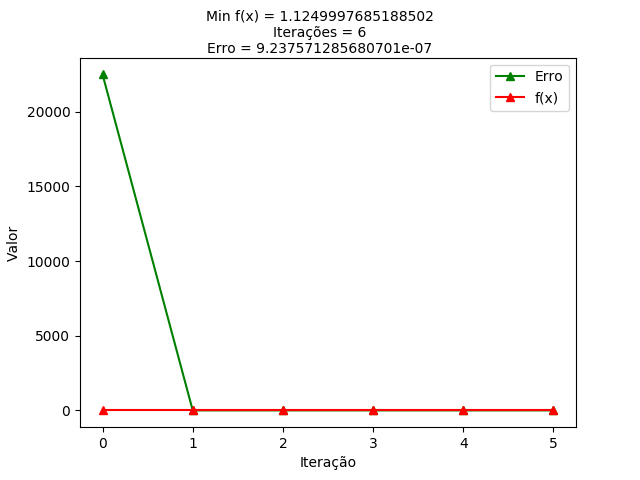 Min f(x) = 1.1249997685188502
Iterações = 6
Erro = 9.237571285680701e-07
Erro
f(x)
Valor
20000
15000
10000
5000
0
0 1 2 3 4 5
Iteração